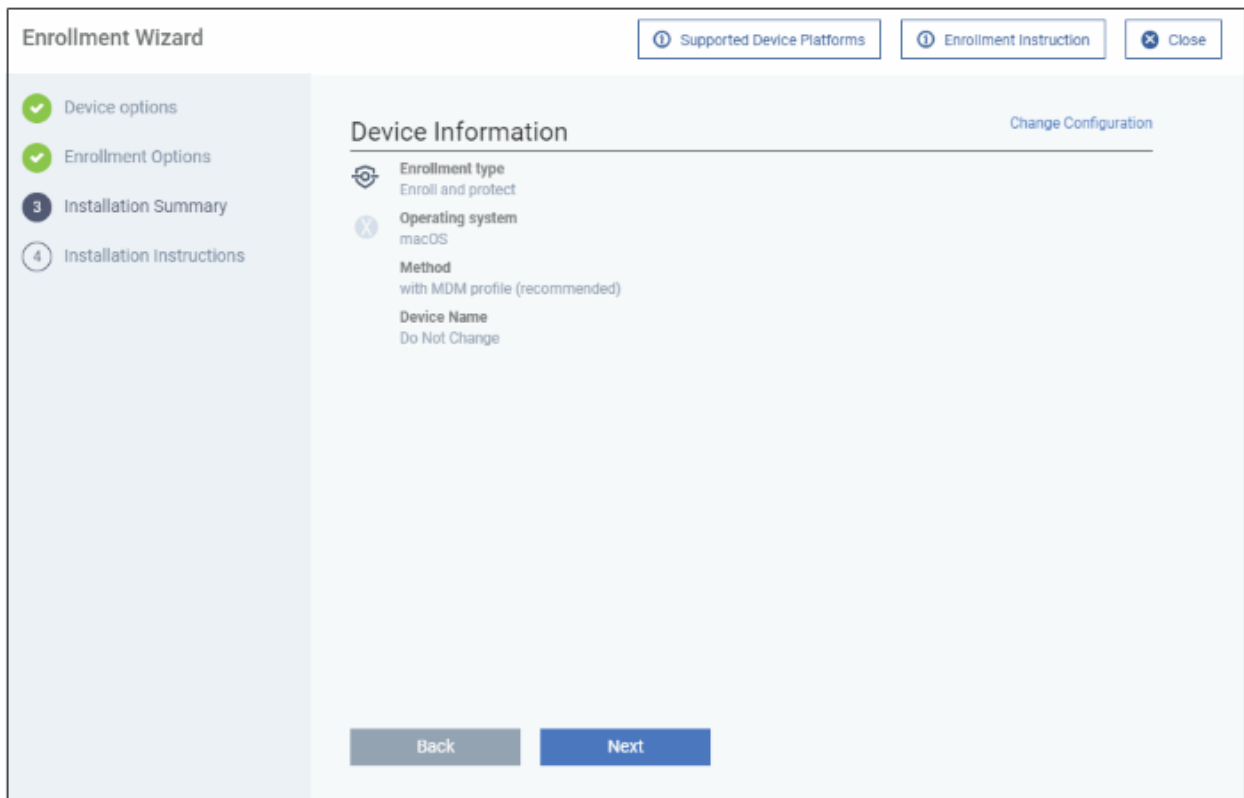 Enrollment Wizard
Supported Device Platforms
Enrollment Instruction
Close
Device options
Enrollment Options
3 Installation Summary
4 Installation Instructions
Device Information
Change Configuration
Enrollment type
Enroll and protect
Operating system
X
macOS
Method
with MDM profile (recommended)
Device Name
Do Not Change
Back
Next